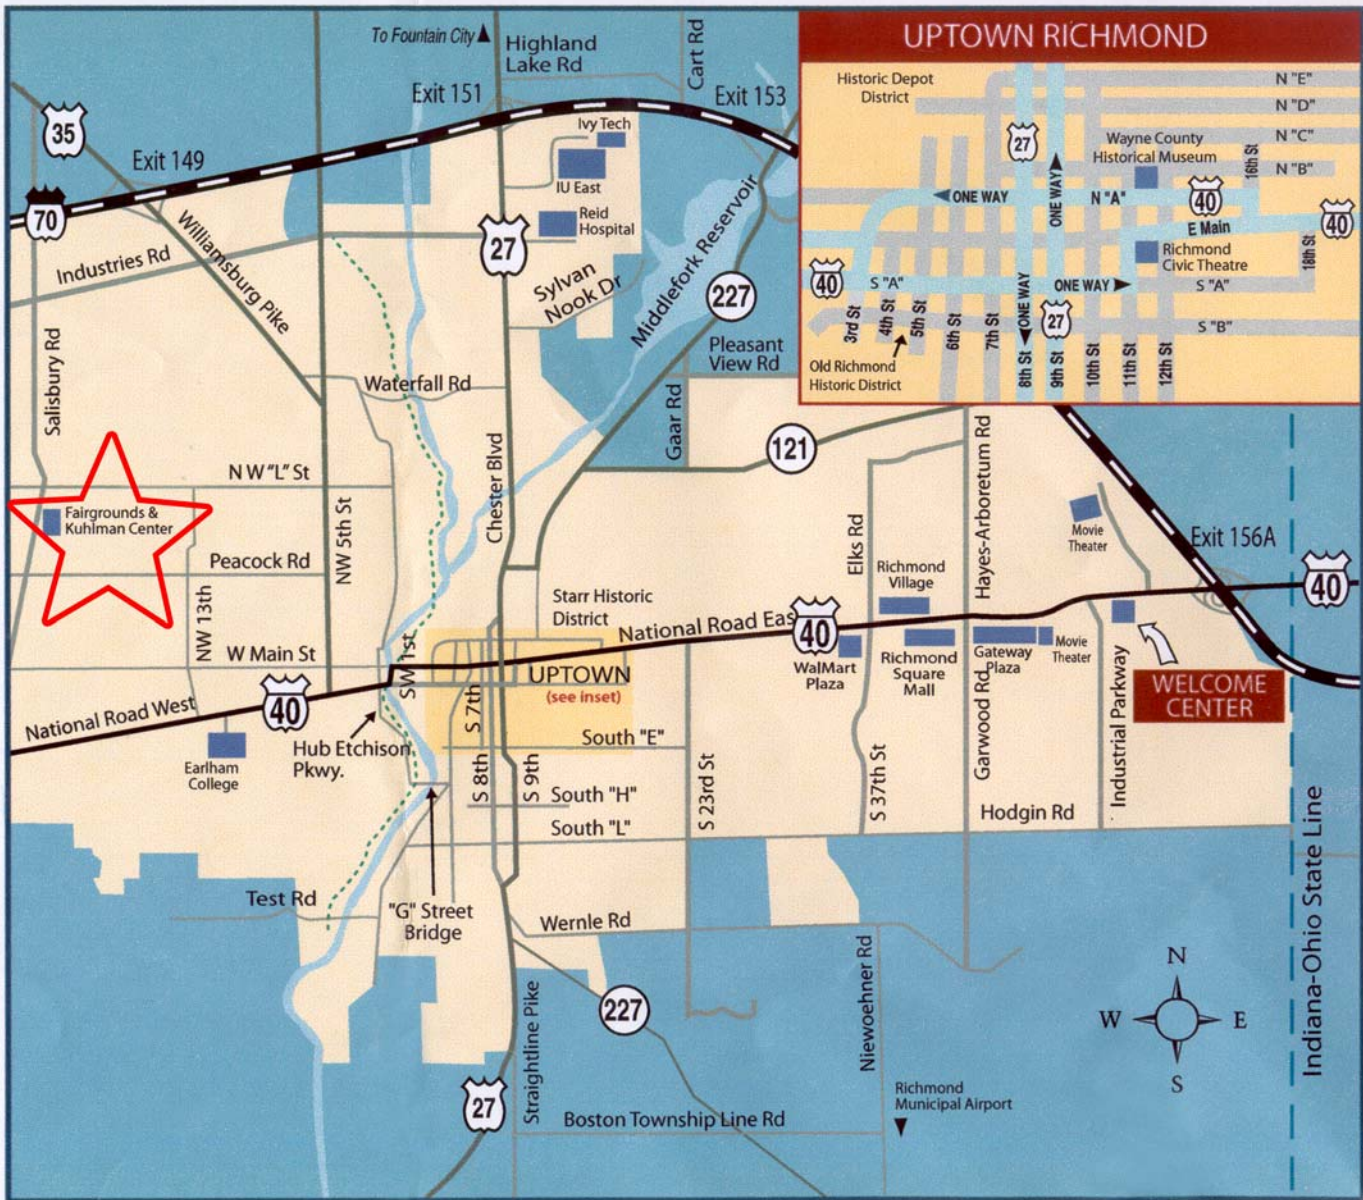 To Fountain City
Highland
Lake Rd
Cart Rd
Exit 151
Exit 153
35
Exit 149
70
Ivy Tech
IU East
Reid
Hospital
27
Industries Rd
Williamsburg Pike
Sylvan
Nook Dr
Middlefork Reservoir
227
Pleasant
View Rd
Salisbury Rd
Waterfall Rd
Gaar Rd
Chester Blvd
121
N W "L" St
Fairgrounds &
Kuhlman Center
NW 5th St
Peacock Rd
NW 13th
W Main St
SW 1st
National Road West
40
Earlham
College
Hub Etchison
Pkwy.
Starr Historic
District
National Road East
UPTOWN
(see inset)
S 7th
S 8th
S 9th
South "E"
South "H"
South "L"
S 23rd St
40
WalMart
Plaza
Elks Rd
Richmond
Village
Richmond
Square
Mall
S 37th St
Hayes-Arboretum Rd
Gateway
Plaza
Movie
Theater
Garwood Rd
Movie
Theater
Industrial Parkway
Exit 156A
40
WELCOME
CENTER
Hodgin Rd
Test Rd
"G" Street
Bridge
Wernle Rd
227
27
Straightline Pike
Boston Township Line Rd
Niewoehner Rd
Richmond
Municipal Airport
N
W
E
S
Indiana-Ohio State Line
UPTOWN RICHMOND
Historic Depot
District
N "E"
N "D"
N "C"
N "B"
27
Wayne County
Historical Museum
16th St
ONE WAY
ONE WAY
N "A"
40
E Main
40
Richmond
Civic Theatre
18th St
40
S "A"
ONE WAY
ONE WAY
S "A"
27
S "B"
3rd St
4th St
5th St
6th St
7th St
8th St
9th St
10th St
11th St
12th St
Old Richmond
Historic District